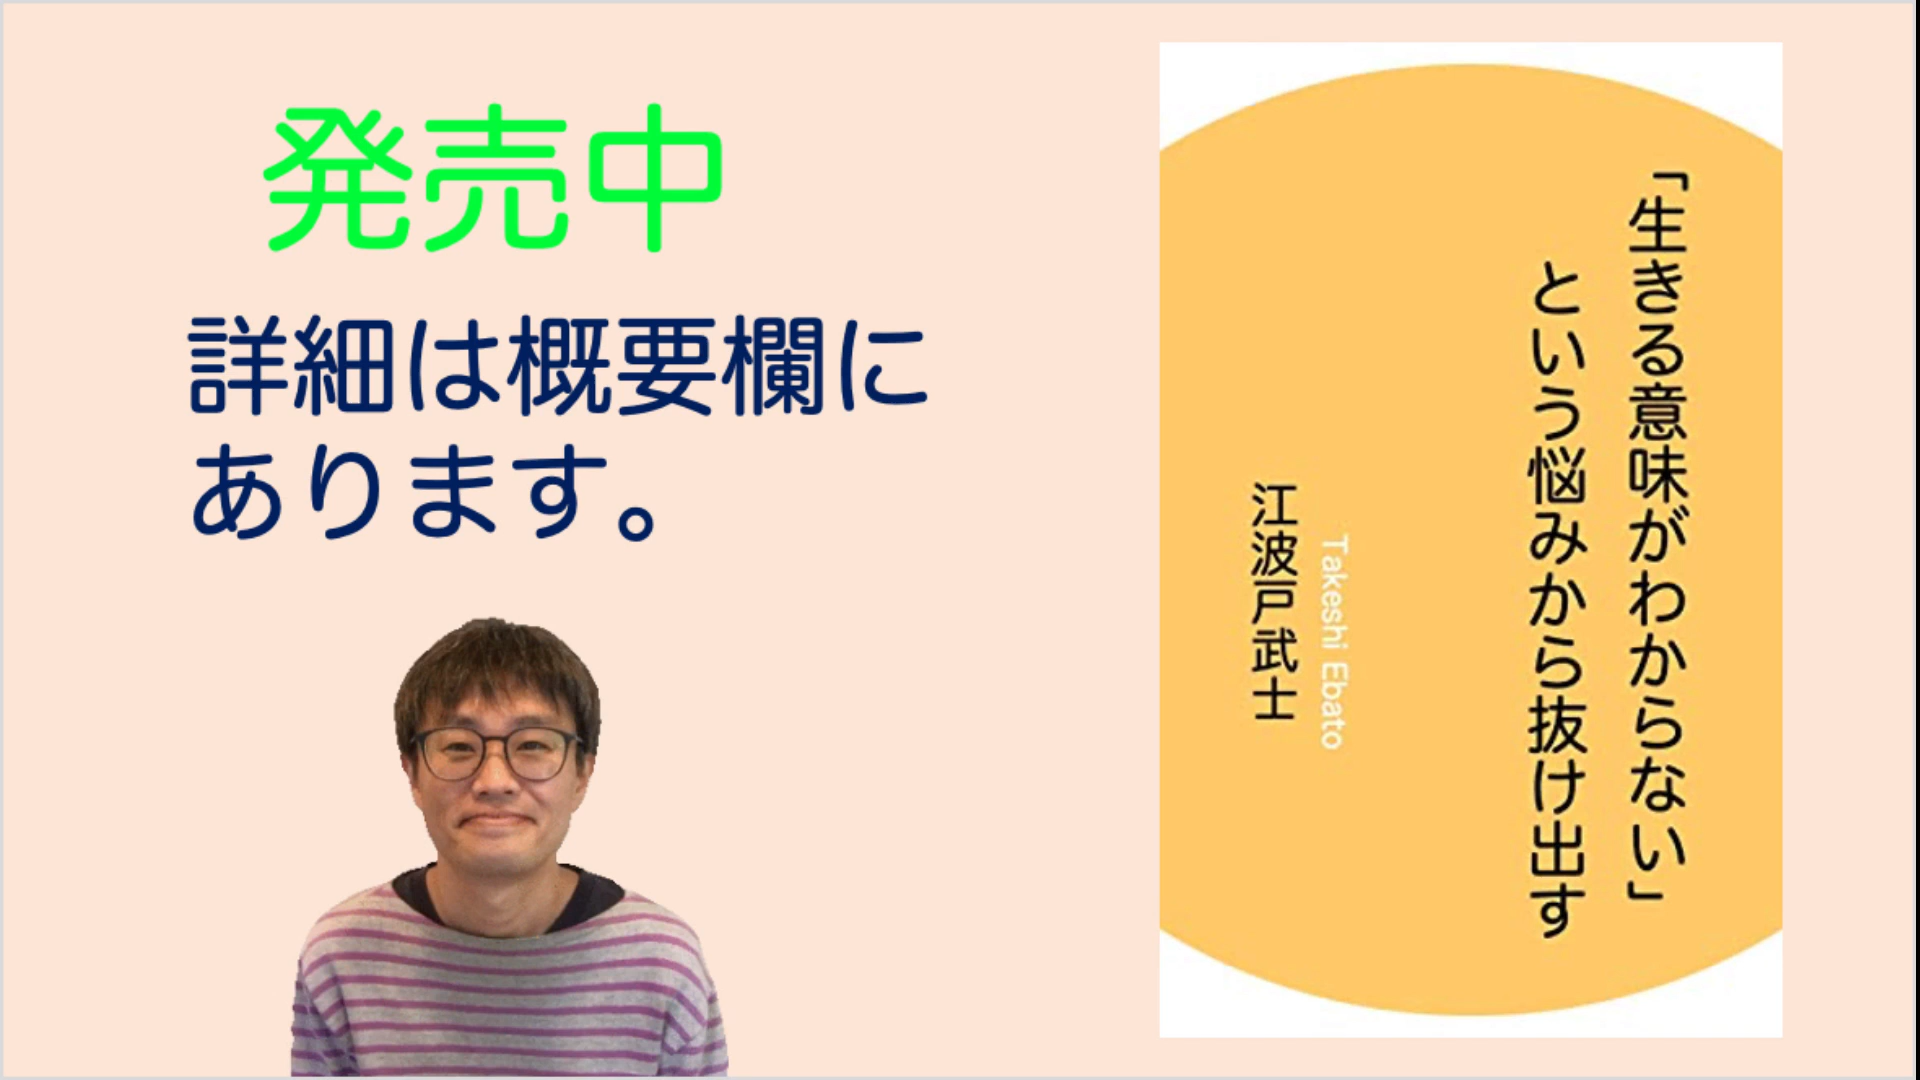 発売中
詳細は概要欄に
あります。
「生きる意味がわからない」
という悩みから抜け出す
Takeshi Ebato
江波戸武士